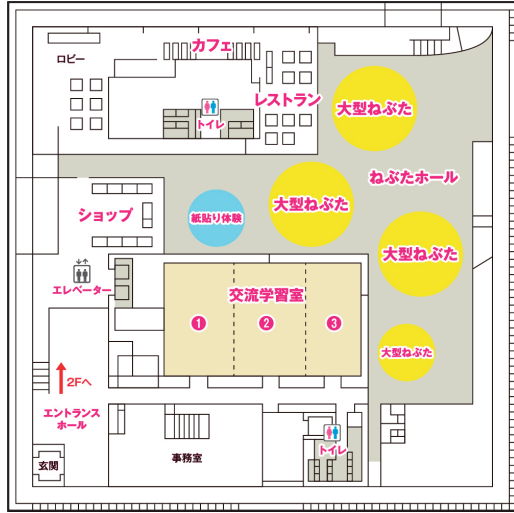 カフェ
ロビー
レストラン
トイレ
大型ねぶた
ねぶたホール
大型ねぶた
紙貼り体験
ショップ
大型ねぶた
エレベーター
交流学習室
1
2
3
大型ねぶた
2Fへ
エントランス
ホール
トイレ
事務室
玄関